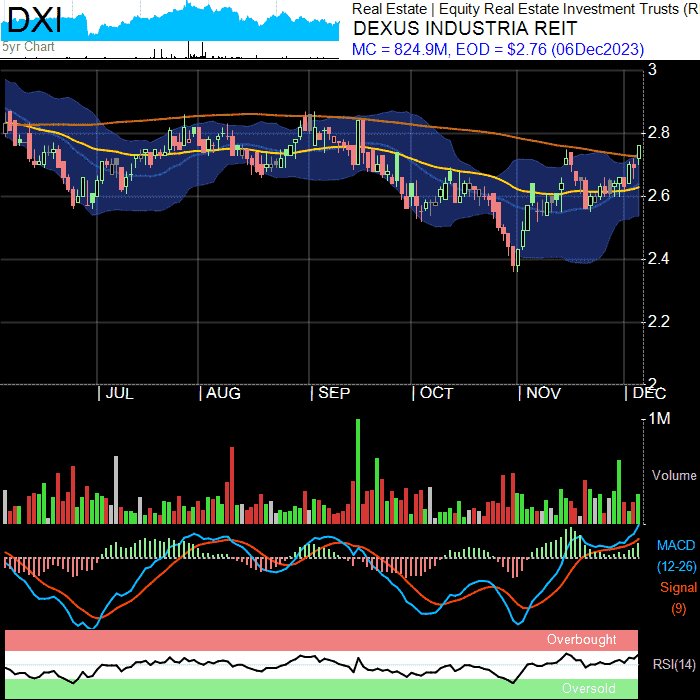 DXI
5yr Chart
Real Estate | Equity Real Estate Investment Trusts (R
DEXUS INDUSTRIA REIT
MC = 824.9M, EOD = $2.76 (06Dec2023)
3
2.8
2.6
2.4
2.2
2
| JUL | AUG | SEP | OCT | NOV | DEC
1M
Volume
MACD
(12-26)
Signal
(9)
Overbought
RSI(14)
Oversold